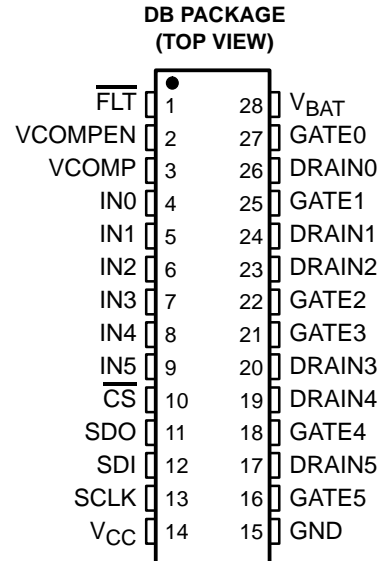 DB PACKAGE
(TOP VIEW)
FLT 1 28 VBAT
VCOMPEN 2 27 GATE0
VCOMP 3 26 DRAIN0
IN0 4 25 GATE1
IN1 5 24 DRAIN1
IN2 6 23 DRAIN2
IN3 7 22 GATE2
IN4 8 21 GATE3
IN5 9 20 DRAIN3
CS 10 19 DRAIN4
SDO 11 18 GATE4
SDI 12 17 DRAIN5
SCLK 13 16 GATE5
VCC 14 15 GND